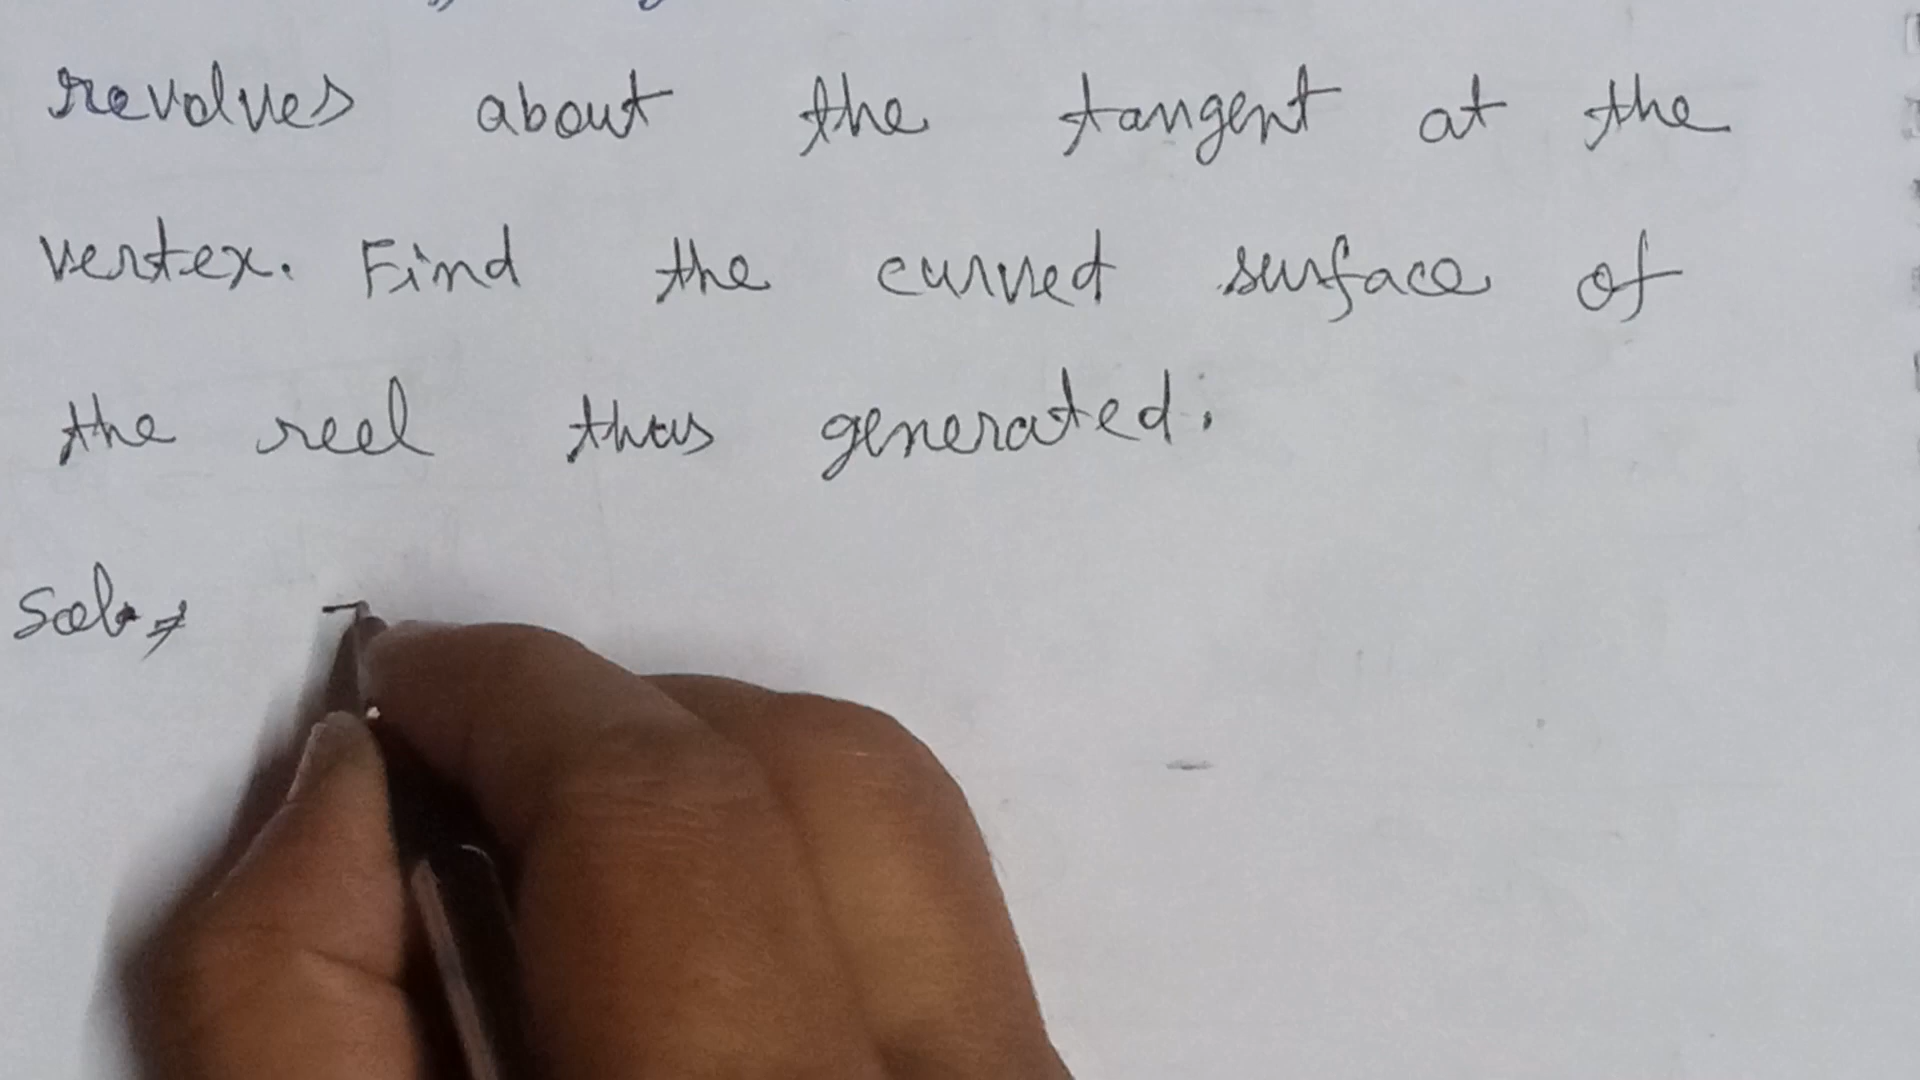 revolves about the tangent at the
vertex. Find the curved surface of
the reel thus generated.
Sol. ⇒